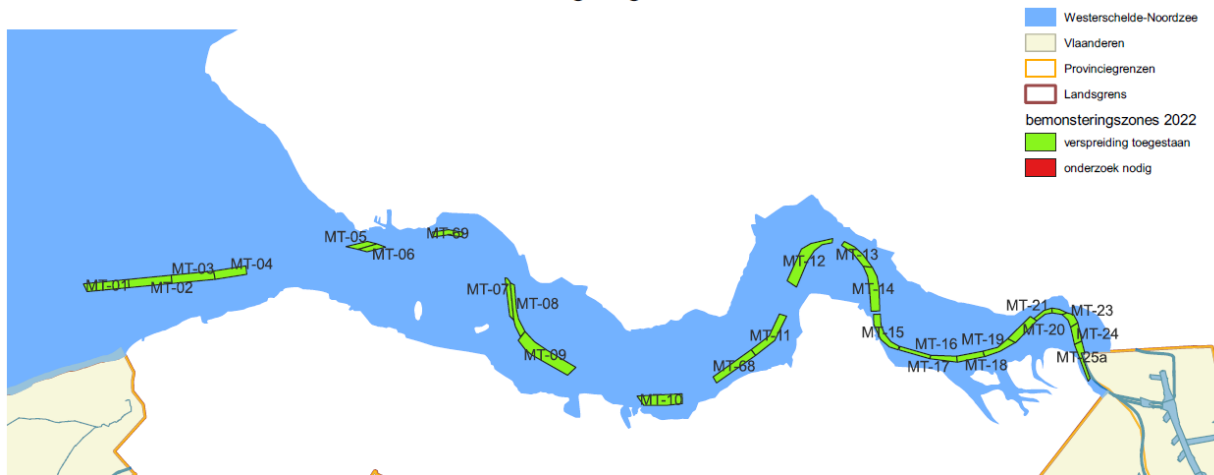 Westerschelde-Noordzee
Vlaanderen
Provinciegrenzen
Landsgrens
bemonsteringszones 2022
verspreiding toegestaan
onderzoek nodig
MT-01
MT-02
MT-03
MT-04
MT-05
MT-06
MT-69
MT-07
MT-08
MT-09
MT-10
MT-68
MT-11
MT-12
MT-13
MT-14
MT-15
MT-16
MT-17
MT-18
MT-19
MT-20
MT-21
MT-23
MT-24
MT-25a